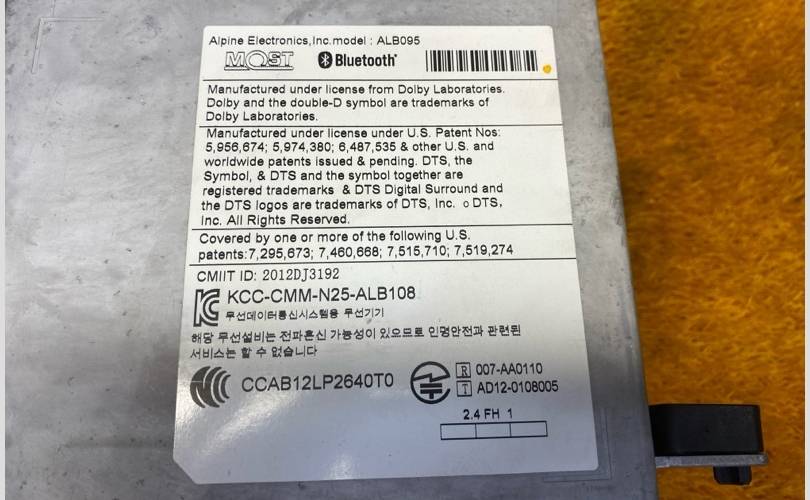 Alpine Electronics,Inc.model : ALB095
MOST Bluetooth®
Manufactured under license from Dolby Laboratories.
Dolby and the double-D symbol are trademarks of
Dolby Laboratories.
Manufactured under license under U.S. Patent Nos:
5,956,674; 5,974,380; 6,487,535 & other U.S. and
worldwide patents issued & pending. DTS, the
Symbol, & DTS and the symbol together are
registered trademarks & DTS Digital Surround and
the DTS logos are trademarks of DTS, Inc. o DTS,
Inc. All Rights Reserved.
Covered by one or more of the following U.S.
patents:7,295,673; 7,460,668; 7,515,710; 7,519,274
CMIIT ID: 2012DJ3192
KCC-CMM-N25-ALB108
무선데이터통신시스템용 무선기기
해당 무선설비는 전파혼신 가능성이 있으므로 인명안전과 관련된
서비스는 할 수 없습니다
CCAB12LP2640T0
R 007-AA0110
T AD12-0108005
2.4 FH 1